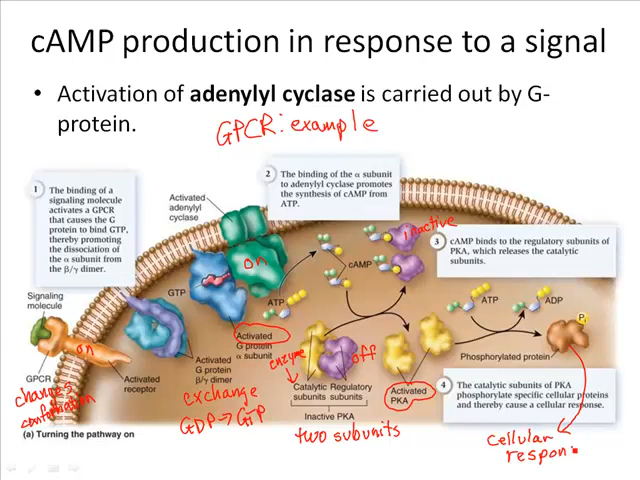 cAMP production in response to a signal
• Activation of adenylyl cyclase is carried out by G-
protein.
GPCR: example
1
The binding of a
signaling molecule
activates a GPCR
that causes the G
protein to bind GTP,
thereby promoting
the dissociation of
the α subunit from
the β/γ dimer.
Activated
adenylyl
cyclase
2
The binding of the α subunit
to adenylyl cyclase promotes
the synthesis of cAMP from
ATP.
inactive
3
cAMP binds to the regulatory subunits of
PKA, which releases the catalytic
subunits.
on
cAMP
GTP
ATP
ATP
ADP
Signaling
molecule
Pi
Activated
G protein
α subunit
on
enzyme
off
Phosphorylated protein
GPCR
Activated
receptor
Activated
G protein
β/γ dimer
Catalytic
subunits
Regulatory
subunits
Activated
PKA
4
The catalytic subunits of PKA
phosphorylate specific cellular proteins
and thereby cause a cellular response.
changes
conformation
exchange
GDP → GTP
Inactive PKA
two subunits
(a) Turning the pathway on
Cellular
respon